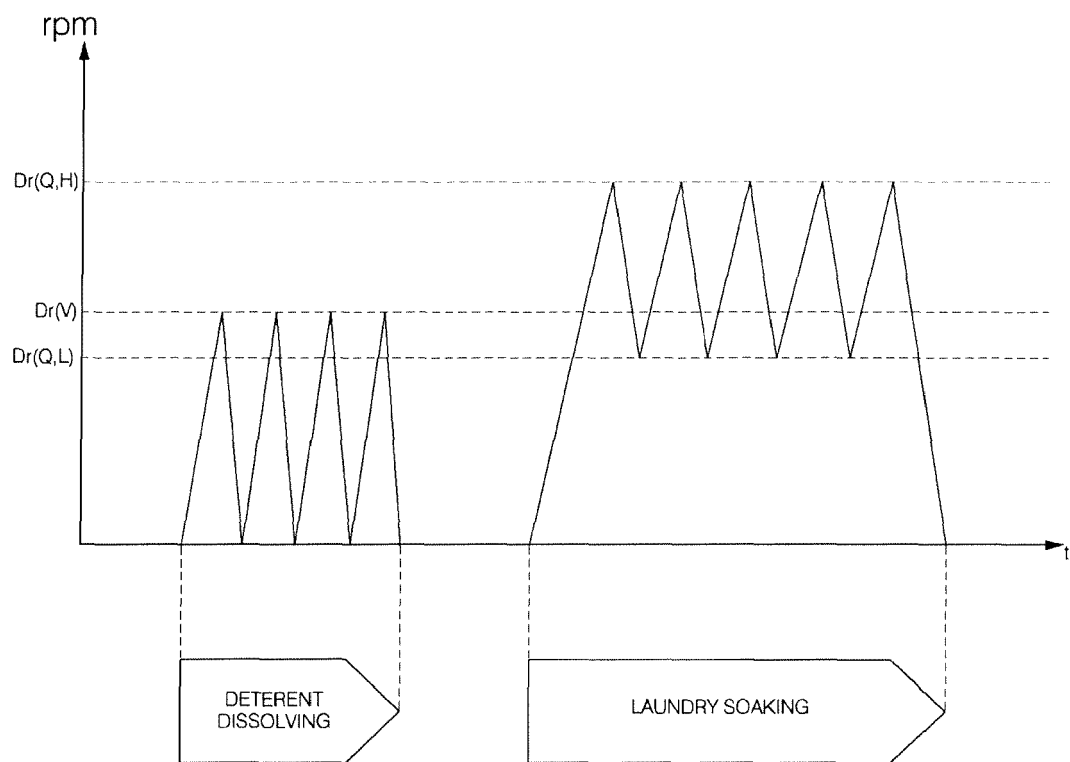 rpm
Dr(Q,H)
Dr(V)
Dr(Q,L)
t
DETERENT
DISSOLVING
LAUNDRY SOAKING